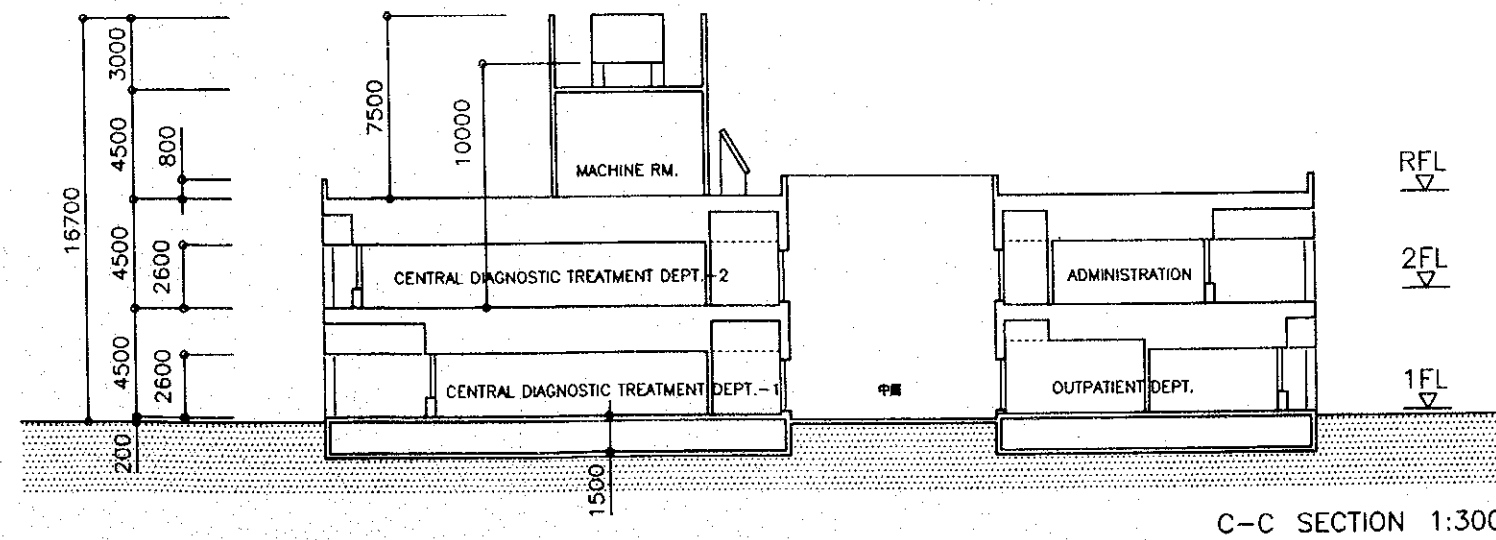 3000
7500
10000
4500
800
16700
MACHINE RM.
RFL
4500
2600
CENTRAL DIAGNOSTIC TREATMENT DEPT.-2
ADMINISTRATION
2FL
4500
2600
CENTRAL DIAGNOSTIC TREATMENT DEPT.-1
OUTPATIENT DEPT.
1FL
200
1500
C-C SECTION 1:300